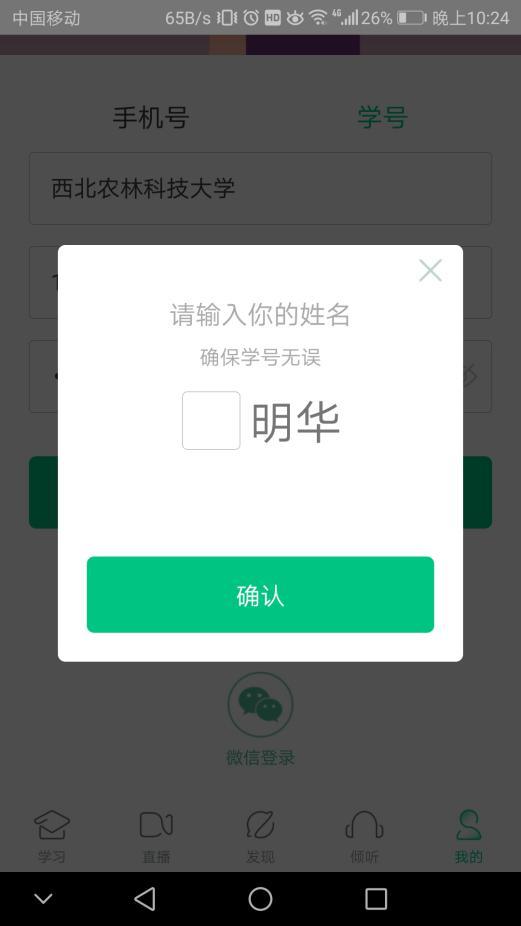 中国移动 65B/s HD 4G 26% 晚上10:24
手机号 学号
西北农林科技大学
请输入你的姓名
确保学号无误
明华
确认
微信登录
学习 直播 发现 倾听 我的